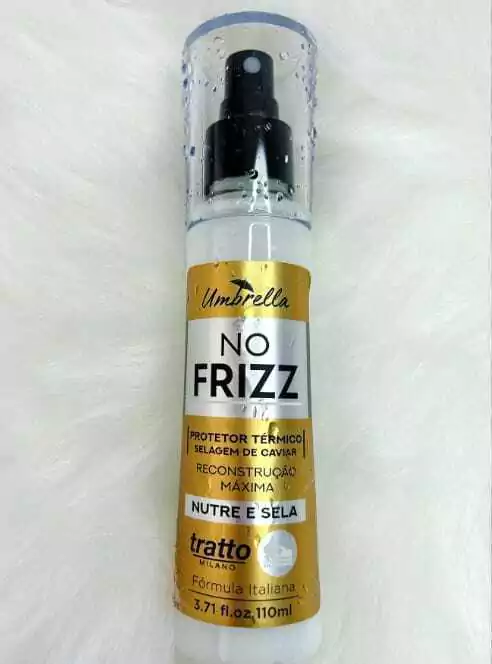 Umbrella
NO
FRIZZ
PROTETOR TÉRMICO
SELAGEM DE CAVIAR
RECONSTRUÇÃO
MÁXIMA
NUTRE E SELA
tratto
MILANO
Fórmula Italiana
3.71 fl.oz 110ml